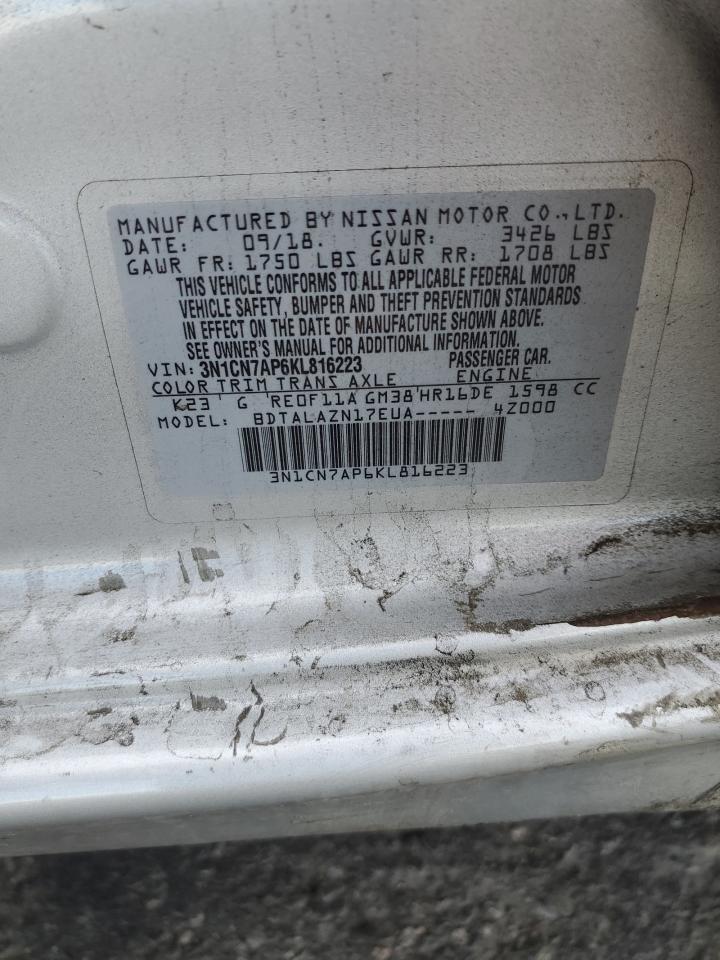 MANUFACTURED BY NISSAN MOTOR CO., LTD.
DATE: 09/18. GVWR: 3426 LBS
GAWR FR: 1750 LBS GAWR RR: 1708 LBS
THIS VEHICLE CONFORMS TO ALL APPLICABLE FEDERAL MOTOR
VEHICLE SAFETY, BUMPER AND THEFT PREVENTION STANDARDS
IN EFFECT ON THE DATE OF MANUFACTURE SHOWN ABOVE.
SEE OWNER'S MANUAL FOR ADDITIONAL INFORMATION.
VIN: 3N1CN7AP6KL816223 PASSENGER CAR.
COLOR TRIM TRANS AXLE ENGINE
K23 ' G ' RE0F11A GM38 ' HR16DE 1598 CC
MODEL: BDTALAZN17EUA----- 4Z000
3N1CN7AP6KL816223